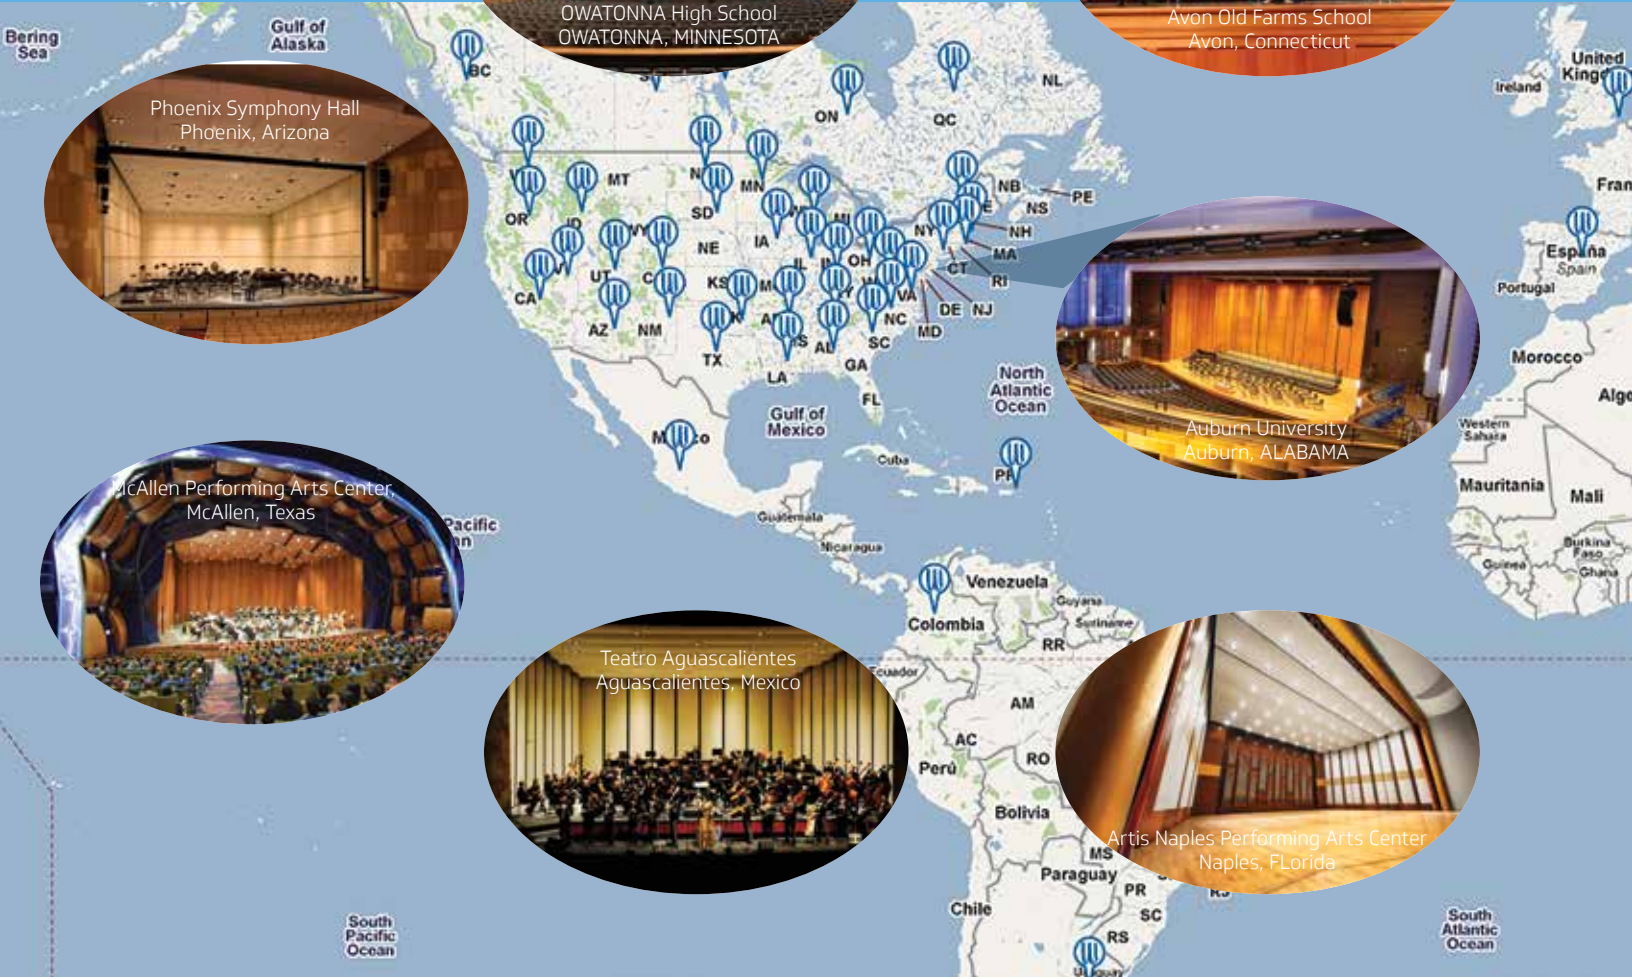 OWATONNA High School
OWATONNA, MINNESOTA
Avon Old Farms School
Avon, Connecticut
Bering
Sea
Gulf of
Alaska
BC
ON
QC
NL
United
Ireland
Phoenix Symphony Hall
Phoenix, Arizona
MT
MN
NB
PE
NS
OR
ID
SD
NY
NH
IA
NE
OH
MA
UT
CT
RI
CA
KS
VA
DE
NJ
AZ
NM
NC
MD
TX
AL
SC
GA
LA
FL
España
Spain
Portugal
Morocco
North
Atlantic
Ocean
Gulf of
Mexico
Cuba
Western
Sahara
Auburn University
Auburn, ALABAMA
Mauritania
Mali
Burkina
Faso
Guinea
Ghana
McAllen Performing Arts Center,
McAllen, Texas
Pacific
Guatemala
Nicaragua
Venezuela
Guyana
Suriname
Colombia
RR
Teatro Aguascalientes
Aguascalientes, Mexico
AM
AC
RO
Perú
Bolivia
Artis Naples Performing Arts Center
Naples, FLorida
MS
Paraguay
PR
RJ
Chile
SC
RS
South
Pacific
Ocean
South
Atlantic
Ocean